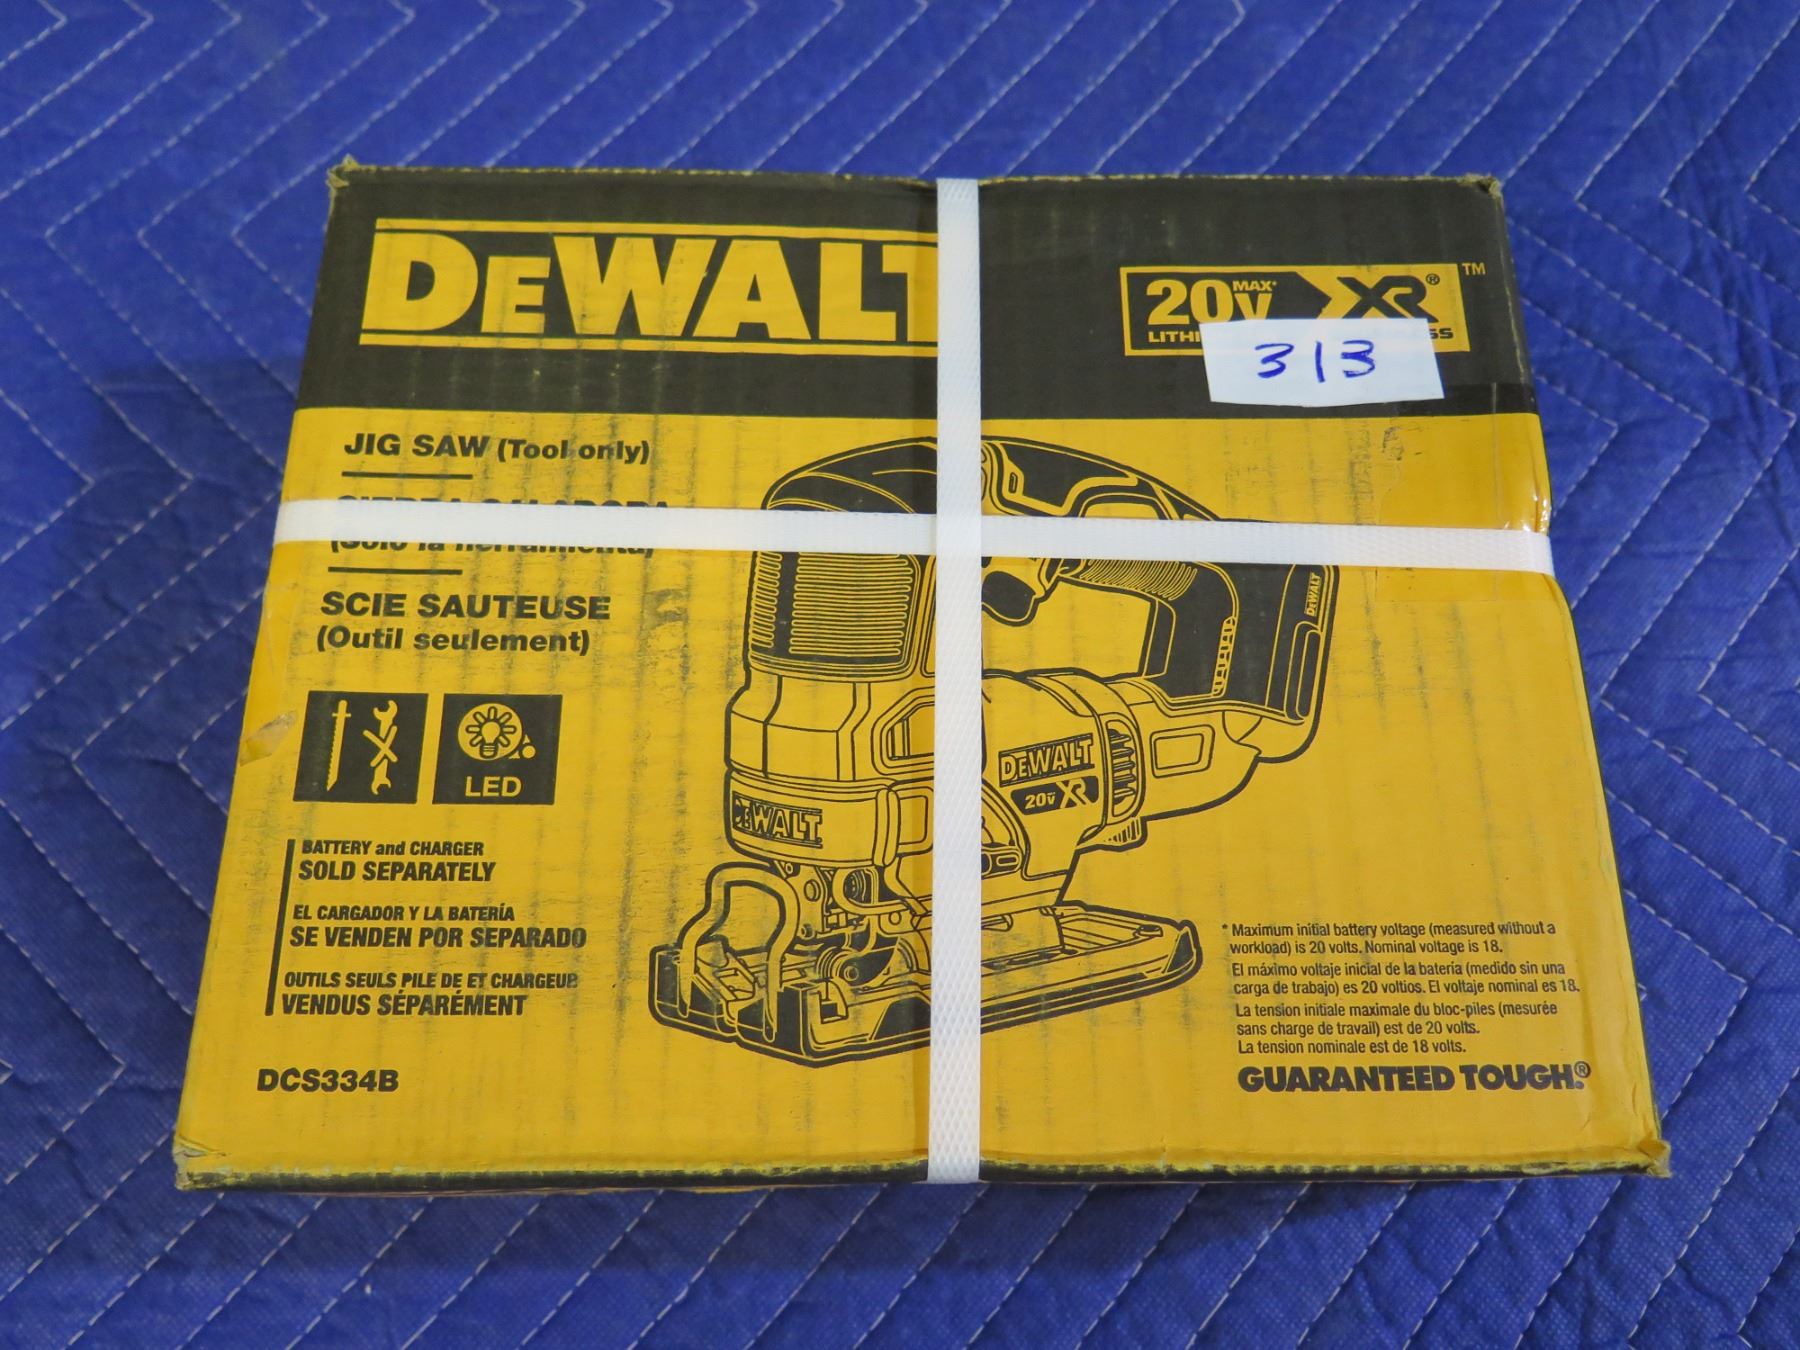 DEWALT
20V MAX* XR® ™
313
JIG SAW (Tool only)
SCIE SAUTEUSE
(Outil seulement)
LED
DEWALT
DEWALT
20V XR
DEWALT
BATTERY and CHARGER
SOLD SEPARATELY
EL CARGADOR Y LA BATERÍA
SE VENDEN POR SEPARADO
OUTILS SEULS PILE DE ET CHARGEUR
VENDUS SÉPARÉMENT
DCS334B
* Maximum initial battery voltage (measured without a
workload) is 20 volts. Nominal voltage is 18.
El máximo voltaje inicial de la batería (medido sin una
carga de trabajo) es 20 voltios. El voltaje nominal es 18.
La tension initiale maximale du bloc-piles (mesurée
sans charge de travail) est de 20 volts.
La tension nominale est de 18 volts.
GUARANTEED TOUGH.®